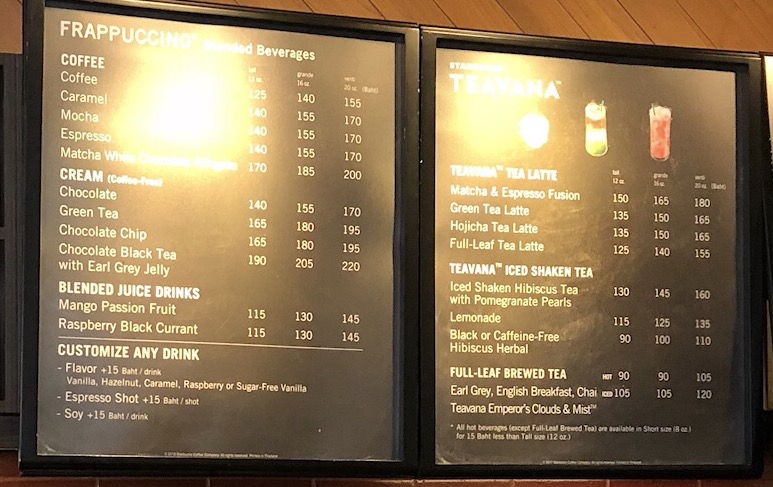 FRAPPUCCINO® Blended Beverages
tall 12 oz. grande 16 oz. venti 20 oz. (Baht)
COFFEE
Coffee 125 140 155
Caramel 140 155 170
Mocha 140 155 170
Espresso 140 155 170
Matcha White 170 185 200
CREAM (Coffee-Free)
Chocolate 140 155 170
Green Tea 165 180 195
Chocolate Chip 165 180 195
Chocolate Black Tea
with Earl Grey Jelly 190 205 220
BLENDED JUICE DRINKS
Mango Passion Fruit 115 130 145
Raspberry Black Currant 115 130 145
CUSTOMIZE ANY DRINK
- Flavor +15 Baht / drink
Vanilla, Hazelnut, Caramel, Raspberry or Sugar-Free Vanilla
- Espresso Shot +15 Baht / shot
- Soy +15 Baht / drink
STARBUCKS
TEAVANA™
tall 12 oz. grande 16 oz. venti 20 oz. (Baht)
TEAVANA™ TEA LATTE
Matcha & Espresso Fusion 150 165 180
Green Tea Latte 135 150 165
Hojicha Tea Latte 135 150 165
Full-Leaf Tea Latte 125 140 155
TEAVANA™ ICED SHAKEN TEA
Iced Shaken Hibiscus Tea
with Pomegranate Pearls 130 145 160
Lemonade 115 125 135
Black or Caffeine-Free
Hibiscus Herbal 90 100 110
FULL-LEAF BREWED TEA HOT 90 90 105
Earl Grey, English Breakfast, Chai ICED 105 105 120
Teavana Emperor's Clouds & Mist™
* All hot beverages (except Full-Leaf Brewed Tea) are available in Short size (8 oz.)
for 15 Baht less than Tall size (12 oz.)